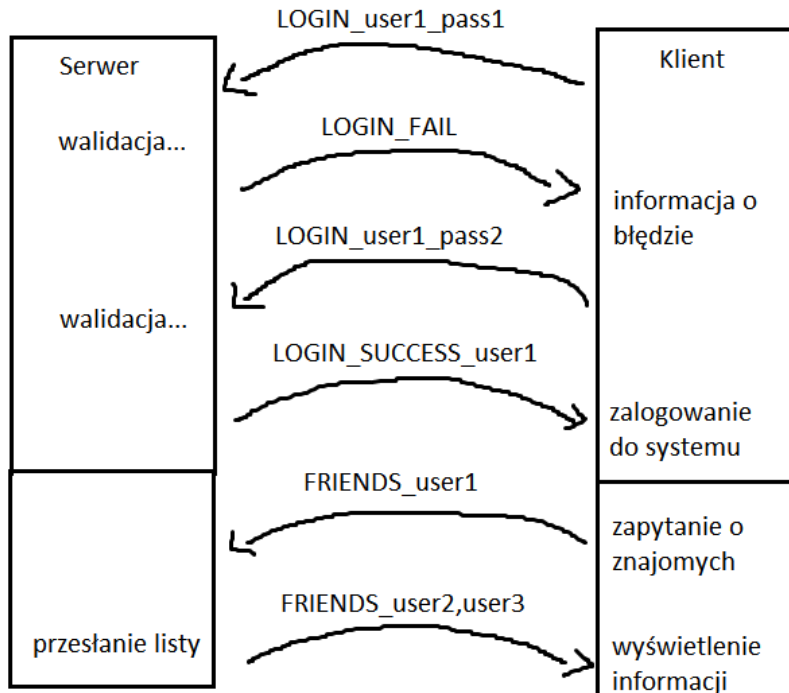 LOGIN_user1_pass1
Serwer
Klient
walidacja...
LOGIN_FAIL
informacja o
błędzie
LOGIN_user1_pass2
walidacja...
LOGIN_SUCCESS_user1
zalogowanie
do systemu
FRIENDS_user1
zapytanie o
znajomych
FRIENDS_user2,user3
przesłanie listy
wyświetlenie
informacji